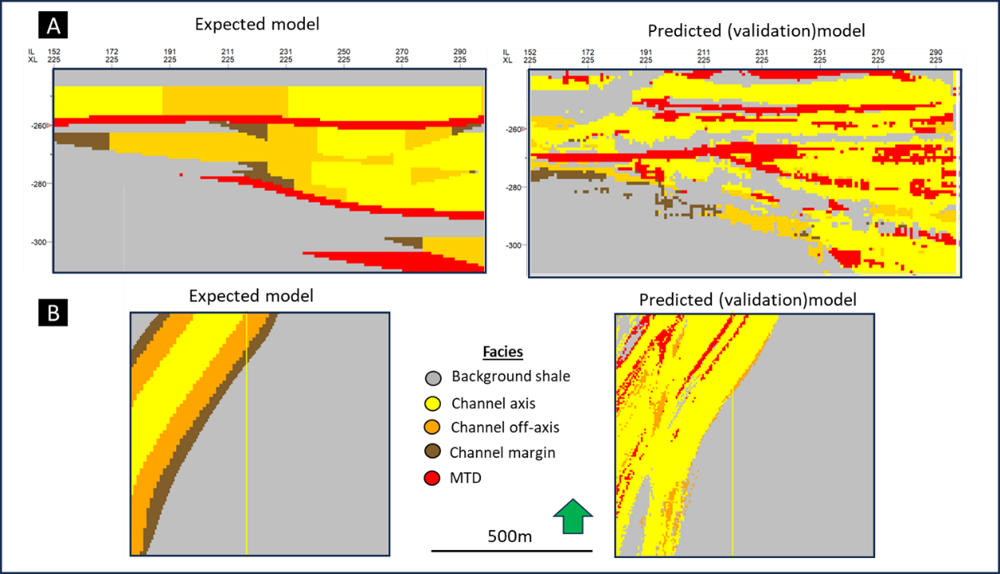 A
Expected model
Predicted (validation)model
IL 152 172 191 211 231 250 270 290
XL 225 225 225 225 225 225 225 225
IL 152 172 191 211 231 251 270 290
XL 225 225 225 225 225 225 225 225
-260
-280
-300
-260
-280
-300
B
Expected model
Predicted (validation)model
Facies
Background shale
Channel axis
Channel off-axis
Channel margin
MTD
500m